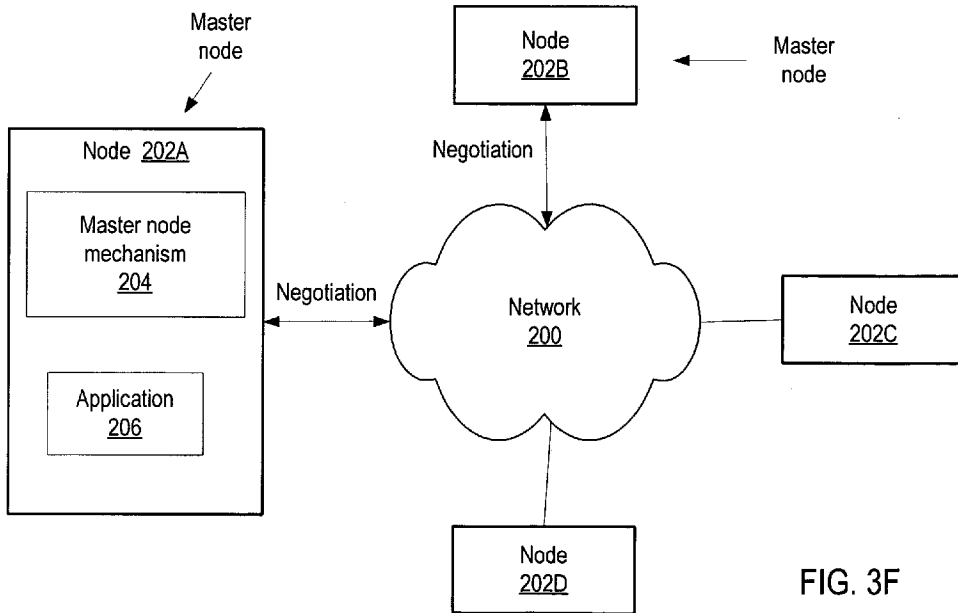 Master
node
Node 202A
Master node
mechanism
204
Application
206
Negotiation
Node
202B
Master
node
Negotiation
Network
200
Node
202C
Node
202D
FIG. 3F